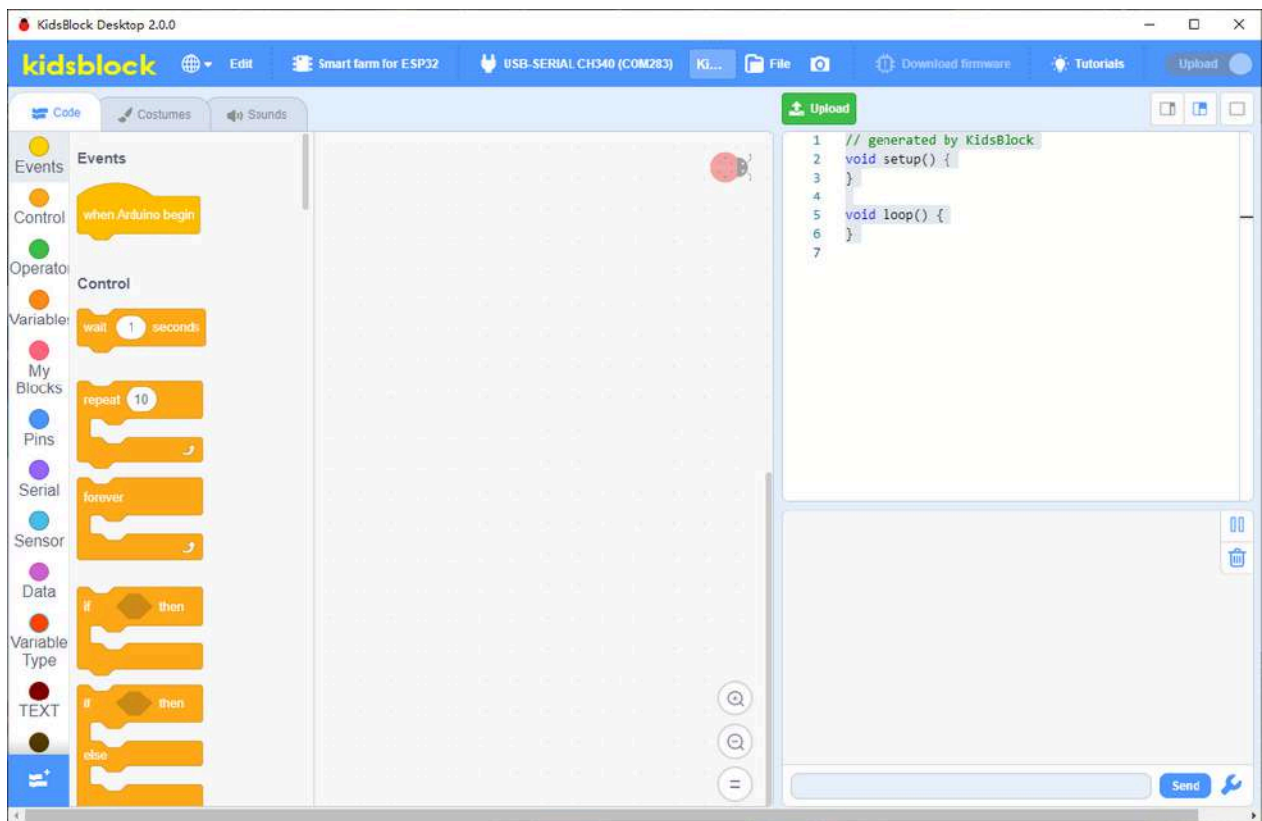 KidsBlock Desktop 2.0.0
kidsblock Edit Smart farm for ESP32 USB-SERIAL CH340 (COM283) Ki... File Download firmware Tutorials Upload
Code Costumes Sounds
Upload
Events
Control
Operator
Variables
My
Blocks
Pins
Serial
Sensor
Data
Variable
Type
TEXT
Events
when Arduino begin
Control
wait 1 seconds
repeat 10
forever
if then
if then
else
1 // generated by KidsBlock
2 void setup() {
3 }
4
5 void loop() {
6 }
7
Send